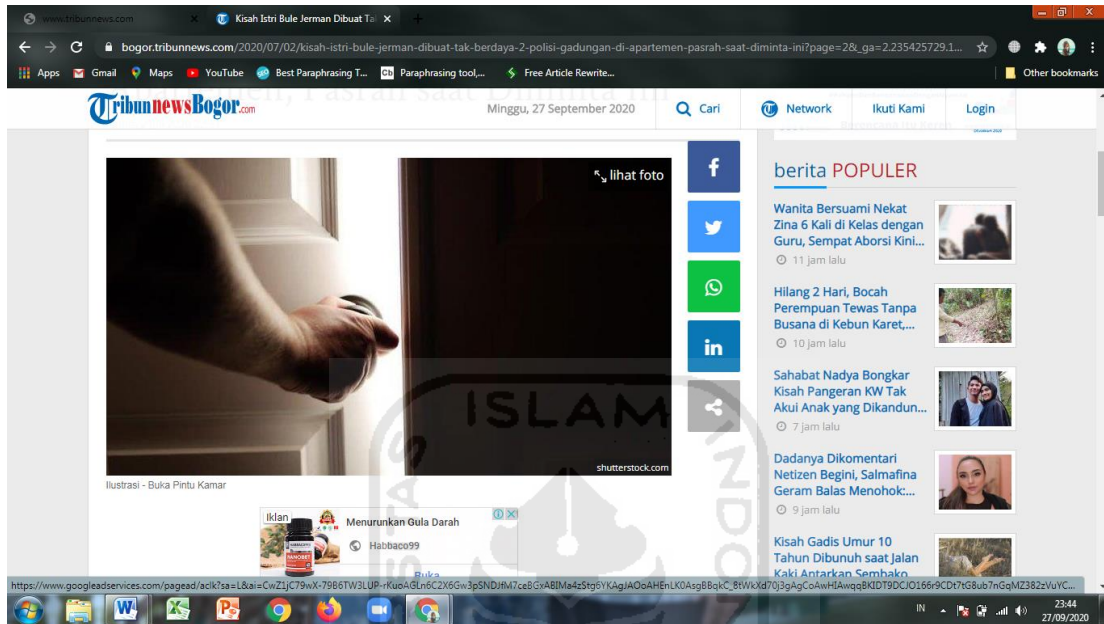 www.tribunnews.com
Kisah Istri Bule Jerman Dibuat Ta
bogor.tribunnews.com/2020/07/02/kisah-istri-bule-jerman-dibuat-tak-berdaya-2-polisi-gadungan-di-apartemen-pasrah-saat-diminta-ini?page=2&_ga=2.235425729.1...
Apps Gmail Maps YouTube Best Paraphrasing T... Paraphrasing tool,... Free Article Rewrite... Other bookmarks
TribunnewsBogor.com
Minggu, 27 September 2020
Cari
Network
Ikuti Kami
Login
lihat foto
shutterstock.com
Ilustrasi - Buka Pintu Kamar
Iklan
Menurunkan Gula Darah
Habbaco99
Buka
berita POPULER
Wanita Bersuami Nekat
Zina 6 Kali di Kelas dengan
Guru, Sempat Aborsi Kini...
11 jam lalu
Hilang 2 Hari, Bocah
Perempuan Tewas Tanpa
Busana di Kebun Karet,...
10 jam lalu
Sahabat Nadya Bongkar
Kisah Pangeran KW Tak
Akui Anak yang Dikandun...
7 jam lalu
Dadanya Dikomentari
Netizen Begini, Salmafina
Geram Balas Menohok:...
9 jam lalu
Kisah Gadis Umur 10
Tahun Dibunuh saat Jalan
Kaki Antarkan Sembako
ISLAM
IN
23:44
27/09/2020